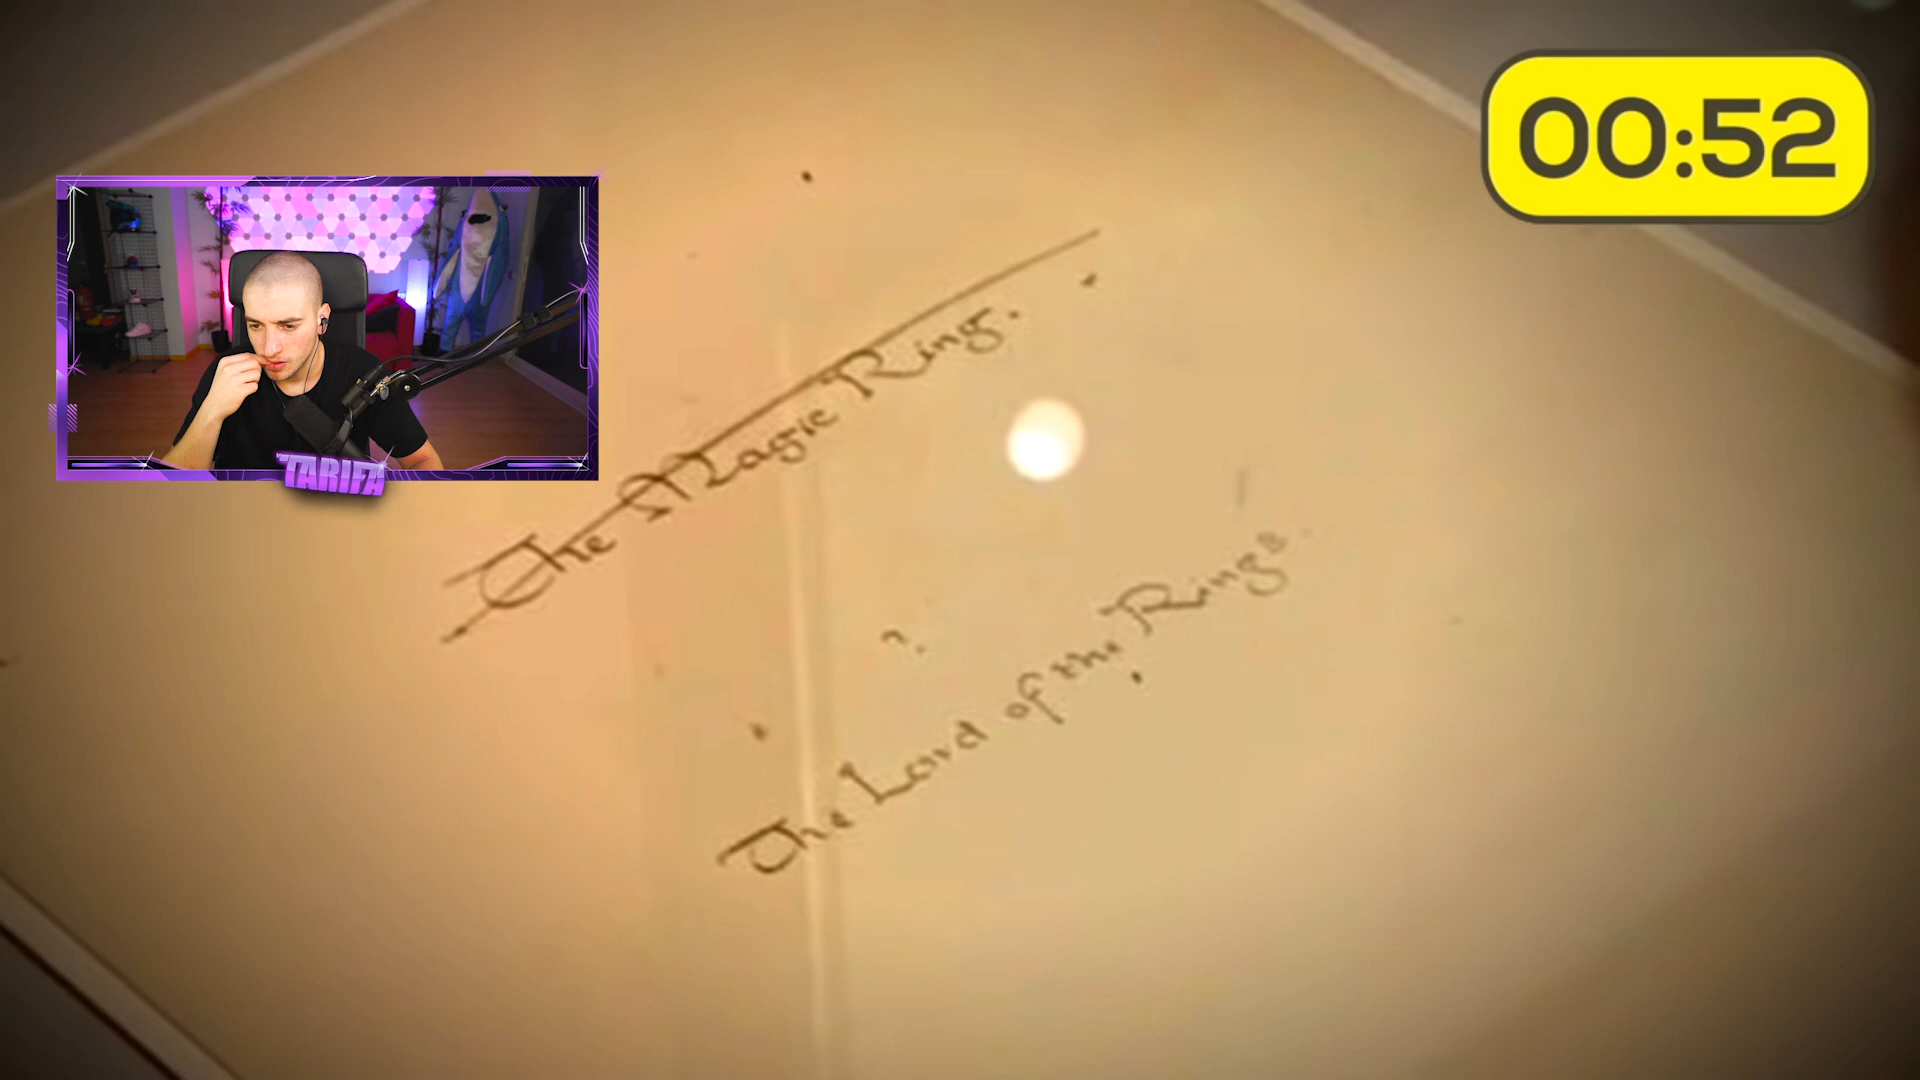 00:52
TARIFA
The Magic Ring.
?
The Lord of the Rings.